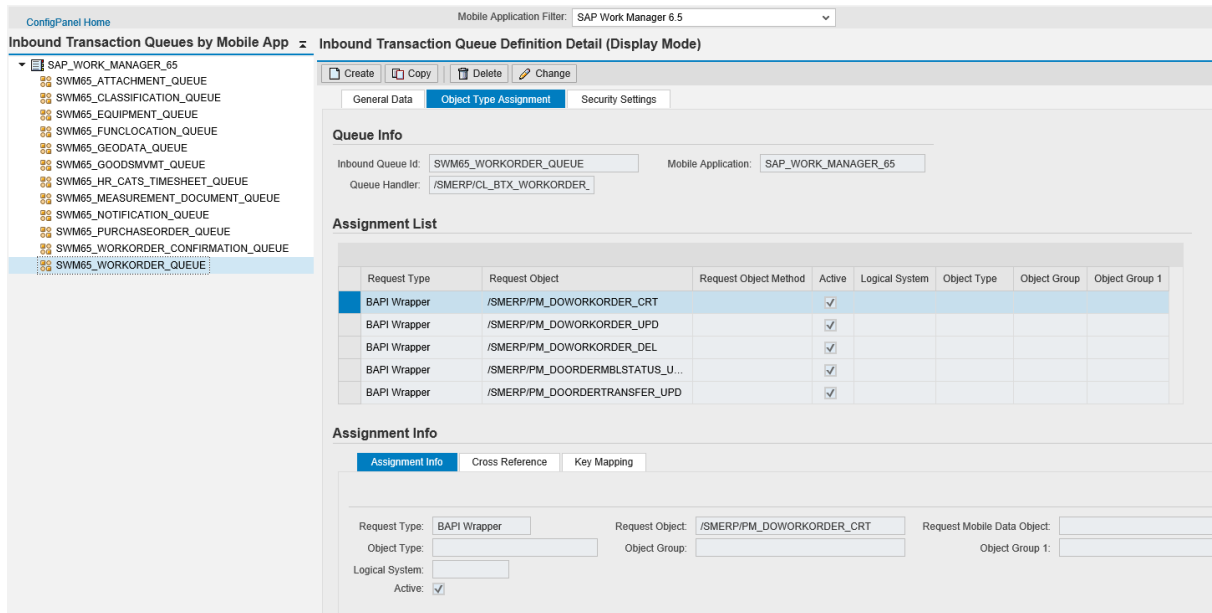 ConfigPanel Home
Mobile Application Filter: SAP Work Manager 6.5
Inbound Transaction Queues by Mobile App
SAP_WORK_MANAGER_65
SWM65_ATTACHMENT_QUEUE
SWM65_CLASSIFICATION_QUEUE
SWM65_EQUIPMENT_QUEUE
SWM65_FUNCLOCATION_QUEUE
SWM65_GEODATA_QUEUE
SWM65_GOODSMVMT_QUEUE
SWM65_HR_CATS_TIMESHEET_QUEUE
SWM65_MEASUREMENT_DOCUMENT_QUEUE
SWM65_NOTIFICATION_QUEUE
SWM65_PURCHASEORDER_QUEUE
SWM65_WORKORDER_CONFIRMATION_QUEUE
SWM65_WORKORDER_QUEUE
Inbound Transaction Queue Definition Detail (Display Mode)
Create Copy Delete Change
General Data Object Type Assignment Security Settings
Queue Info
Inbound Queue Id: SWM65_WORKORDER_QUEUE Mobile Application: SAP_WORK_MANAGER_65
Queue Handler: /SMERP/CL_BTX_WORKORDER_
Assignment List
Request Type Request Object Request Object Method Active Logical System Object Type Object Group Object Group 1
BAPI Wrapper /SMERP/PM_DOWORKORDER_CRT
BAPI Wrapper /SMERP/PM_DOWORKORDER_UPD
BAPI Wrapper /SMERP/PM_DOWORKORDER_DEL
BAPI Wrapper /SMERP/PM_DOORDERMBLSTATUS_U...
BAPI Wrapper /SMERP/PM_DOORDERTRANSFER_UPD
Assignment Info
Assignment Info Cross Reference Key Mapping
Request Type: BAPI Wrapper Request Object: /SMERP/PM_DOWORKORDER_CRT Request Mobile Data Object:
Object Type: Object Group: Object Group 1:
Logical System:
Active: